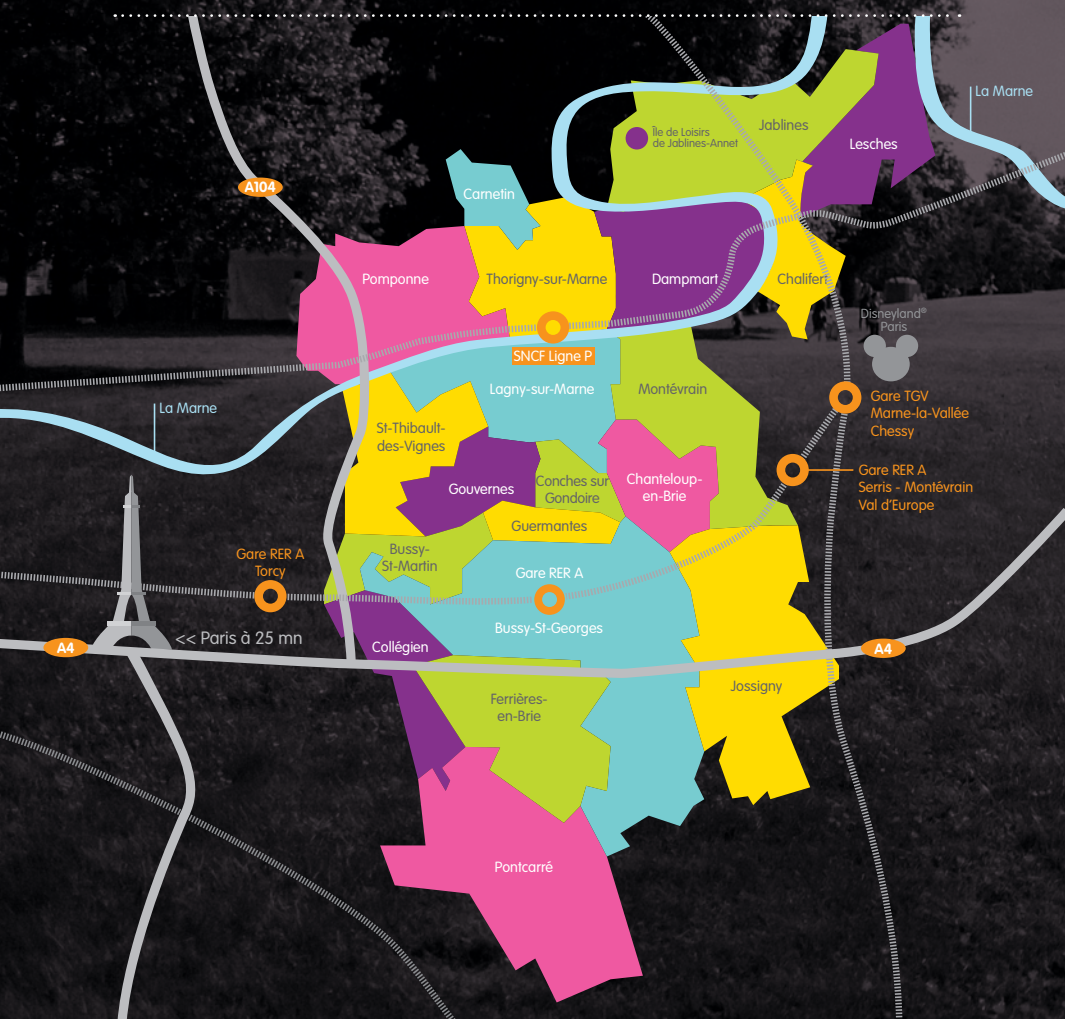 La Marne
Jablines
Île de Loisirs
de Jablines-Annet
Lesches
A104
Carnetin
Pomponne
Thorigny-sur-Marne
Dampmart
Chalifert
Disneyland®
Paris
SNCF Ligne P
Lagny-sur-Marne
Montévrain
Gare TGV
Marne-la-Vallée
Chessy
La Marne
St-Thibault-
des-Vignes
Gare RER A
Serris - Montévrain
Val d'Europe
Gouvernes
Conches sur
Gondoire
Chanteloup-
en-Brie
Guermantes
Bussy-
St-Martin
Gare RER A
Torcy
Gare RER A
Bussy-St-Georges
<< Paris à 25 mn
A4
Collégien
A4
Jossigny
Ferrières-
en-Brie
Pontcarré